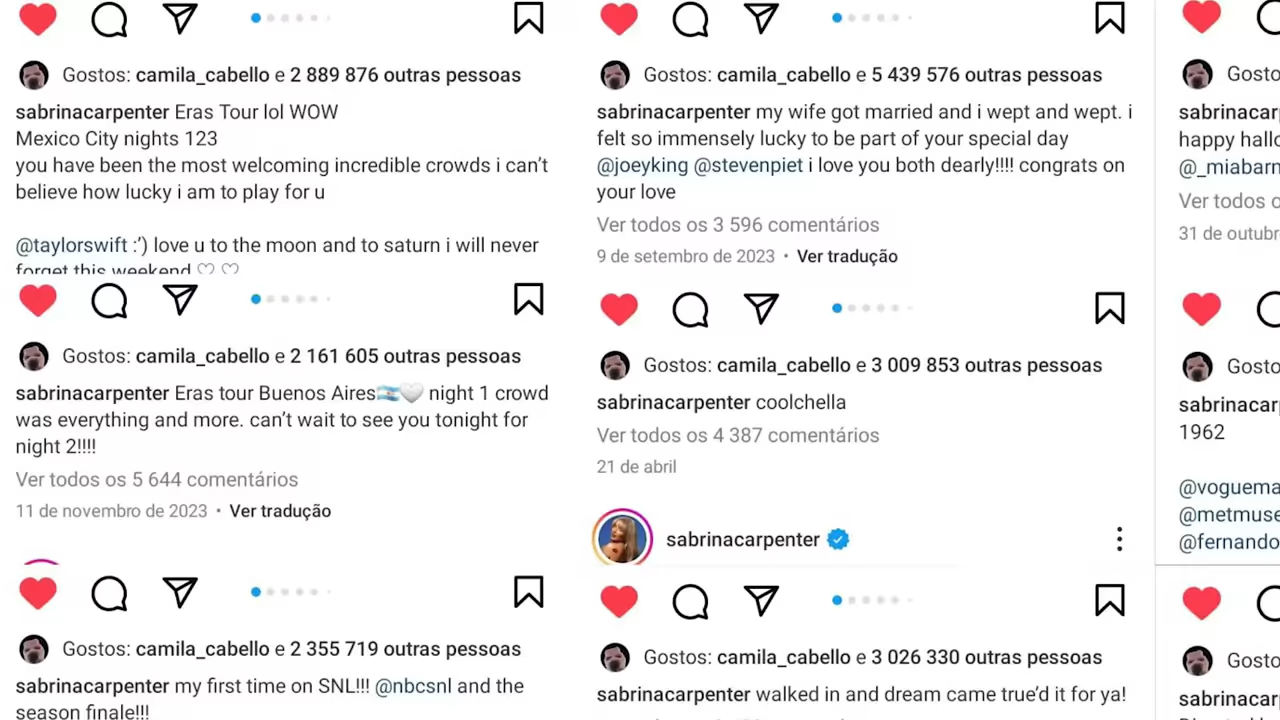 Gostos: camila_cabello e 2 889 876 outras pessoas
sabrinacarpenter Eras Tour lol WOW
Mexico City nights 123
you have been the most welcoming incredible crowds i can't
believe how lucky i am to play for u
@taylorswift :') love u to the moon and to saturn i will never
forget this weekend ♡ ♡
Gostos: camila_cabello e 2 161 605 outras pessoas
sabrinacarpenter Eras tour Buenos Aires🇦🇷🤍 night 1 crowd
was everything and more. can't wait to see you tonight for
night 2!!!!
Ver todos os 5 644 comentários
11 de novembro de 2023 • Ver tradução
Gostos: camila_cabello e 2 355 719 outras pessoas
sabrinacarpenter my first time on SNL!!! @nbcsnl and the
season finale!!!
Gostos: camila_cabello e 5 439 576 outras pessoas
sabrinacarpenter my wife got married and i wept and wept. i
felt so immensely lucky to be part of your special day
@joeyking @stevenpiet i love you both dearly!!!! congrats on
your love
Ver todos os 3 596 comentários
9 de setembro de 2023 • Ver tradução
Gostos: camila_cabello e 3 009 853 outras pessoas
sabrinacarpenter coolchella
Ver todos os 4 387 comentários
21 de abril
sabrinacarpenter
Gostos: camila_cabello e 3 026 330 outras pessoas
sabrinacarpenter walked in and dream came true'd it for ya!
Gosto
sabrinacar
happy hallo
@_miabarn
Ver todos o
31 de outubr
Gosto
sabrinacar
1962
@voguema
@metmuse
@fernando
Gosto
sabrinacar